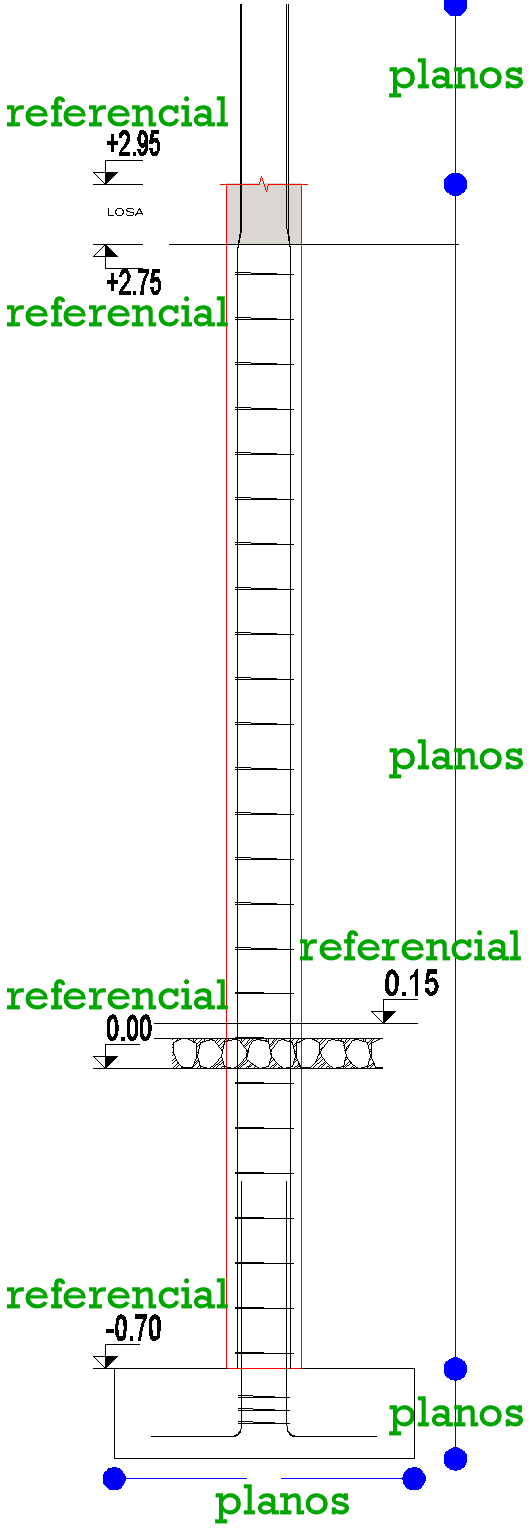 planos
referencial
+2.95
LOSA
+2.75
referencial
planos
referencial
0.15
referencial
0.00
referencial
-0.70
planos
planos